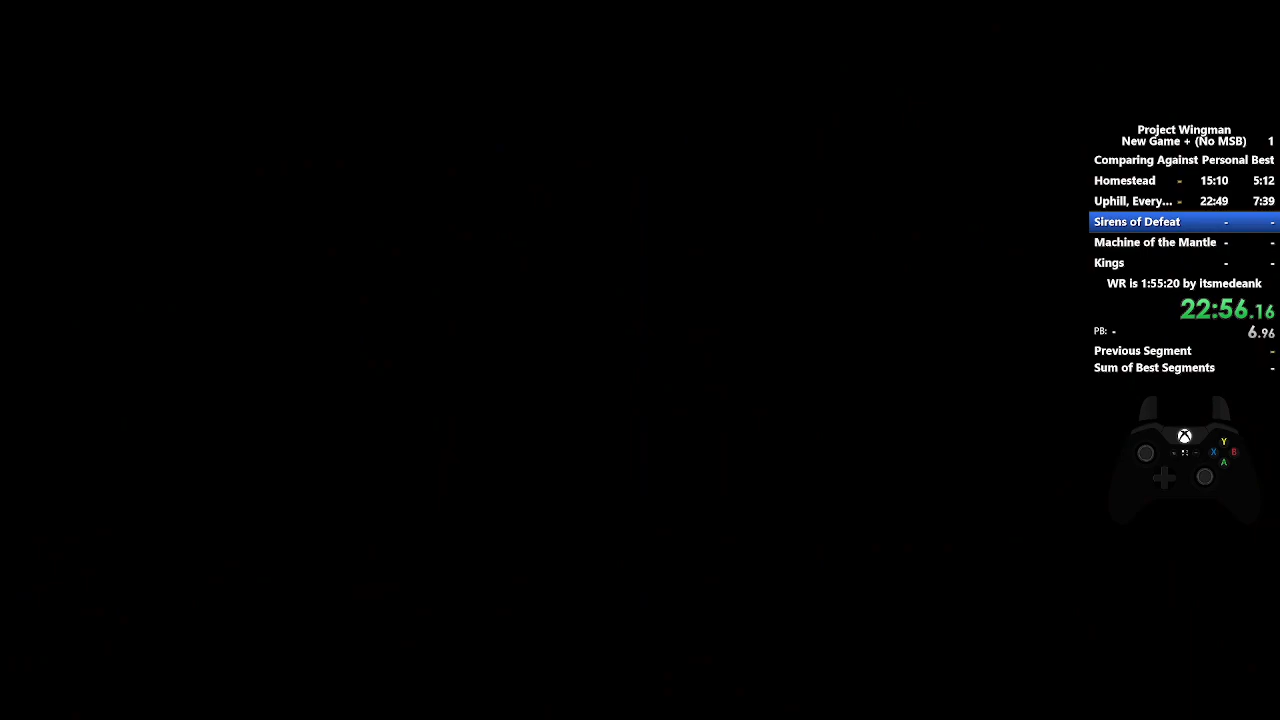 Project Wingman
New Game + (No MSB) 1
Comparing Against Personal Best
Homestead - 15:10 5:12
Uphill, Every... - 22:49 7:39
Sirens of Defeat - -
Machine of the Mantle - -
Kings - -
WR is 1:55:20 by itsmedeank
22:56.16
PB: - 6.96
Previous Segment -
Sum of Best Segments -
Y
X B
A